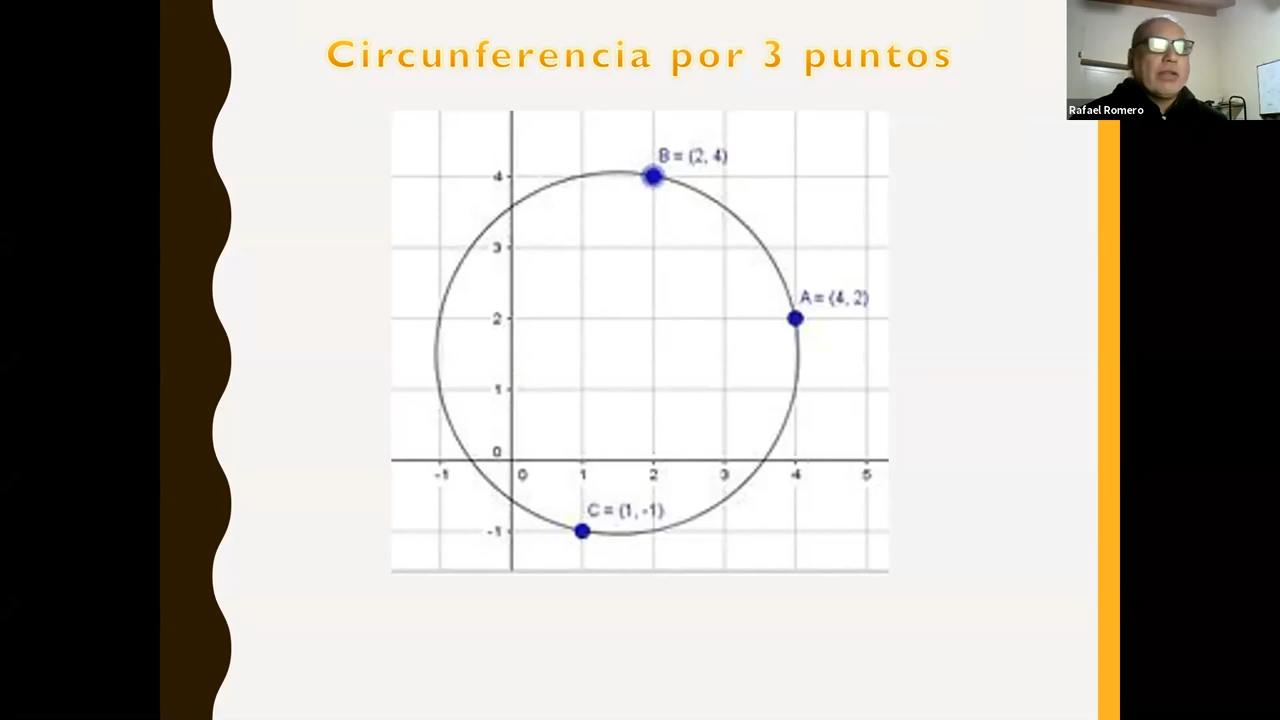 Circunferencia por 3 puntos
Rafael Romero
B = (2, 4)
4
3
A = (4, 2)
2
1
0
-1 0 1 2 3 4 5
C = (1, -1)
-1